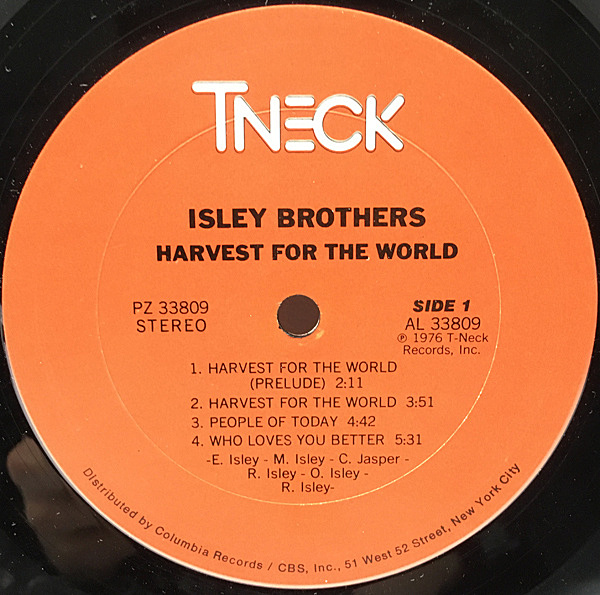 TNECK
ISLEY BROTHERS
HARVEST FOR THE WORLD
PZ 33809
STEREO
SIDE 1
AL 33809
℗ 1976 T-Neck
Records, Inc.
1. HARVEST FOR THE WORLD
(PRELUDE) 2:11
2. HARVEST FOR THE WORLD 3:51
3. PEOPLE OF TODAY 4:42
4. WHO LOVES YOU BETTER 5:31
-E. Isley - M. Isley - C. Jasper -
R. Isley - O. Isley -
R. Isley-
Distributed by Columbia Records / CBS, Inc., 51 West 52 Street, New York City